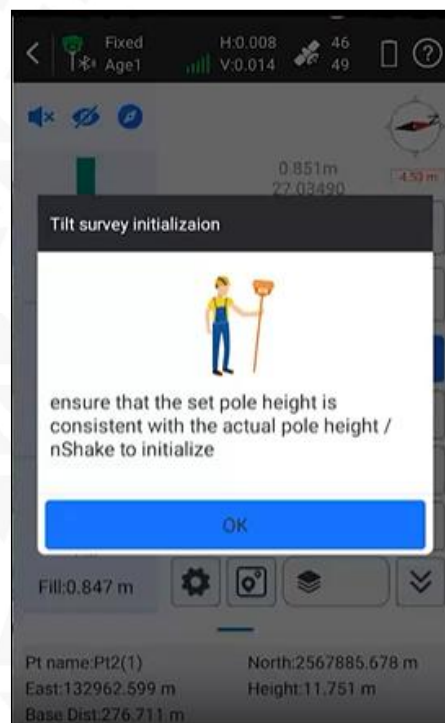 Fixed
Age1
H:0.008
V:0.014
46
49
0.851m
27.03490
4.53 m
Tilt survey initializaion
ensure that the set pole height is
consistent with the actual pole height /
nShake to initialize
OK
Fill:0.847 m
Pt name:Pt2(1)
North:2567885.678 m
East:132962.599 m
Height:11.751 m
Base Dist:276.711 m